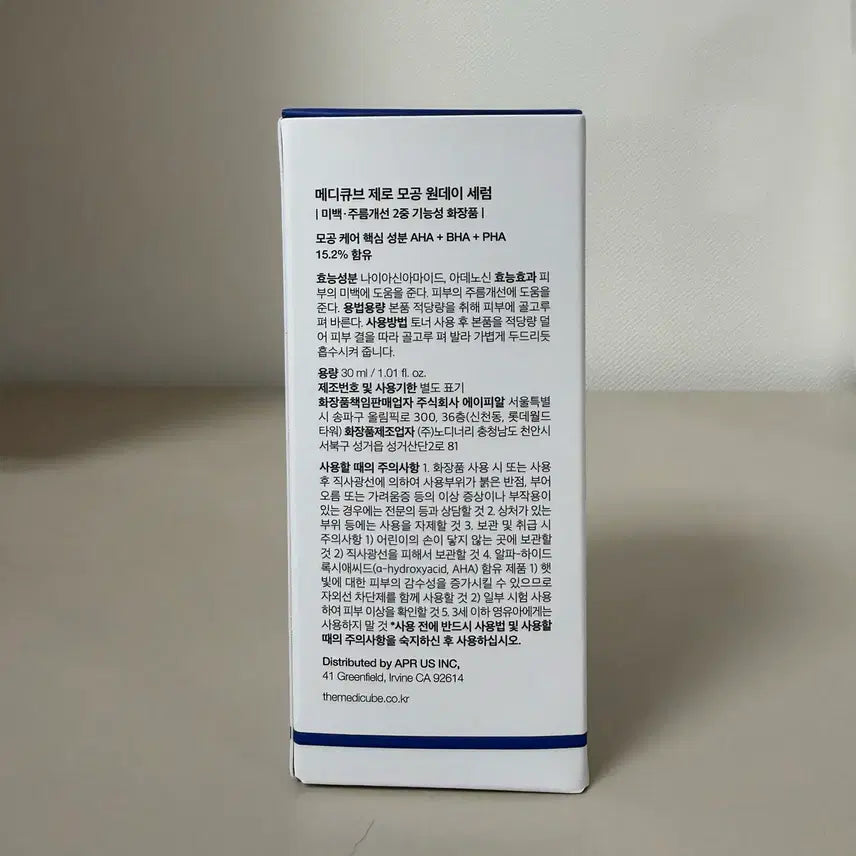 메디큐브 제로 모공 원데이 세럼
| 미백·주름개선 2중 기능성 화장품 |
모공 케어 핵심 성분 AHA + BHA + PHA
15.2% 함유
효능성분 나이아신아마이드, 아데노신 효능효과 피
부의 미백에 도움을 준다. 피부의 주름개선에 도움을
준다. 용법용량 본품 적당량을 취해 피부에 골고루
펴 바른다. 사용방법 토너 사용 후 본품을 적당량 덜
어 피부 결을 따라 골고루 펴 발라 가볍게 두드리듯
흡수시켜 줍니다.
용량 30 ml / 1.01 fl. oz.
제조번호 및 사용기한 별도 표기
화장품책임판매업자 주식회사 에이피알 서울특별
시 송파구 올림픽로 300, 36층(신천동, 롯데월드
타워) 화장품제조업자 (주)노디너리 충청남도 천안시
서북구 성거읍 성거산단2로 81
사용할 때의 주의사항 1. 화장품 사용 시 또는 사용
후 직사광선에 의하여 사용부위가 붉은 반점, 부어
오름 또는 가려움증 등의 이상 증상이나 부작용이
있는 경우에는 전문의 등과 상담할 것 2. 상처가 있는
부위 등에는 사용을 자제할 것 3. 보관 및 취급 시
주의사항 1) 어린이의 손이 닿지 않는 곳에 보관할
것 2) 직사광선을 피해서 보관할 것 4. 알파-하이드
록시애씨드(α-hydroxyacid, AHA) 함유 제품 1) 햇
빛에 대한 피부의 감수성을 증가시킬 수 있으므로
자외선 차단제를 함께 사용할 것 2) 일부 시험 사용
하여 피부 이상을 확인할 것 5. 3세 이하 영유아에게는
사용하지 말 것 *사용 전에 반드시 사용법 및 사용할
때의 주의사항을 숙지하신 후 사용하십시오.
Distributed by APR US INC,
41 Greenfield, Irvine CA 92614
themedicube.co.kr